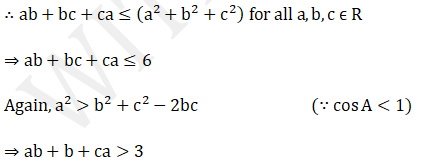 ∴ ab + bc + ca ≤ (a² + b² + c²) for all a, b, c ϵ R
⇒ ab + bc + ca ≤ 6
Again, a² > b² + c² − 2bc (∵ cos A < 1)
⇒ ab + b + ca > 3